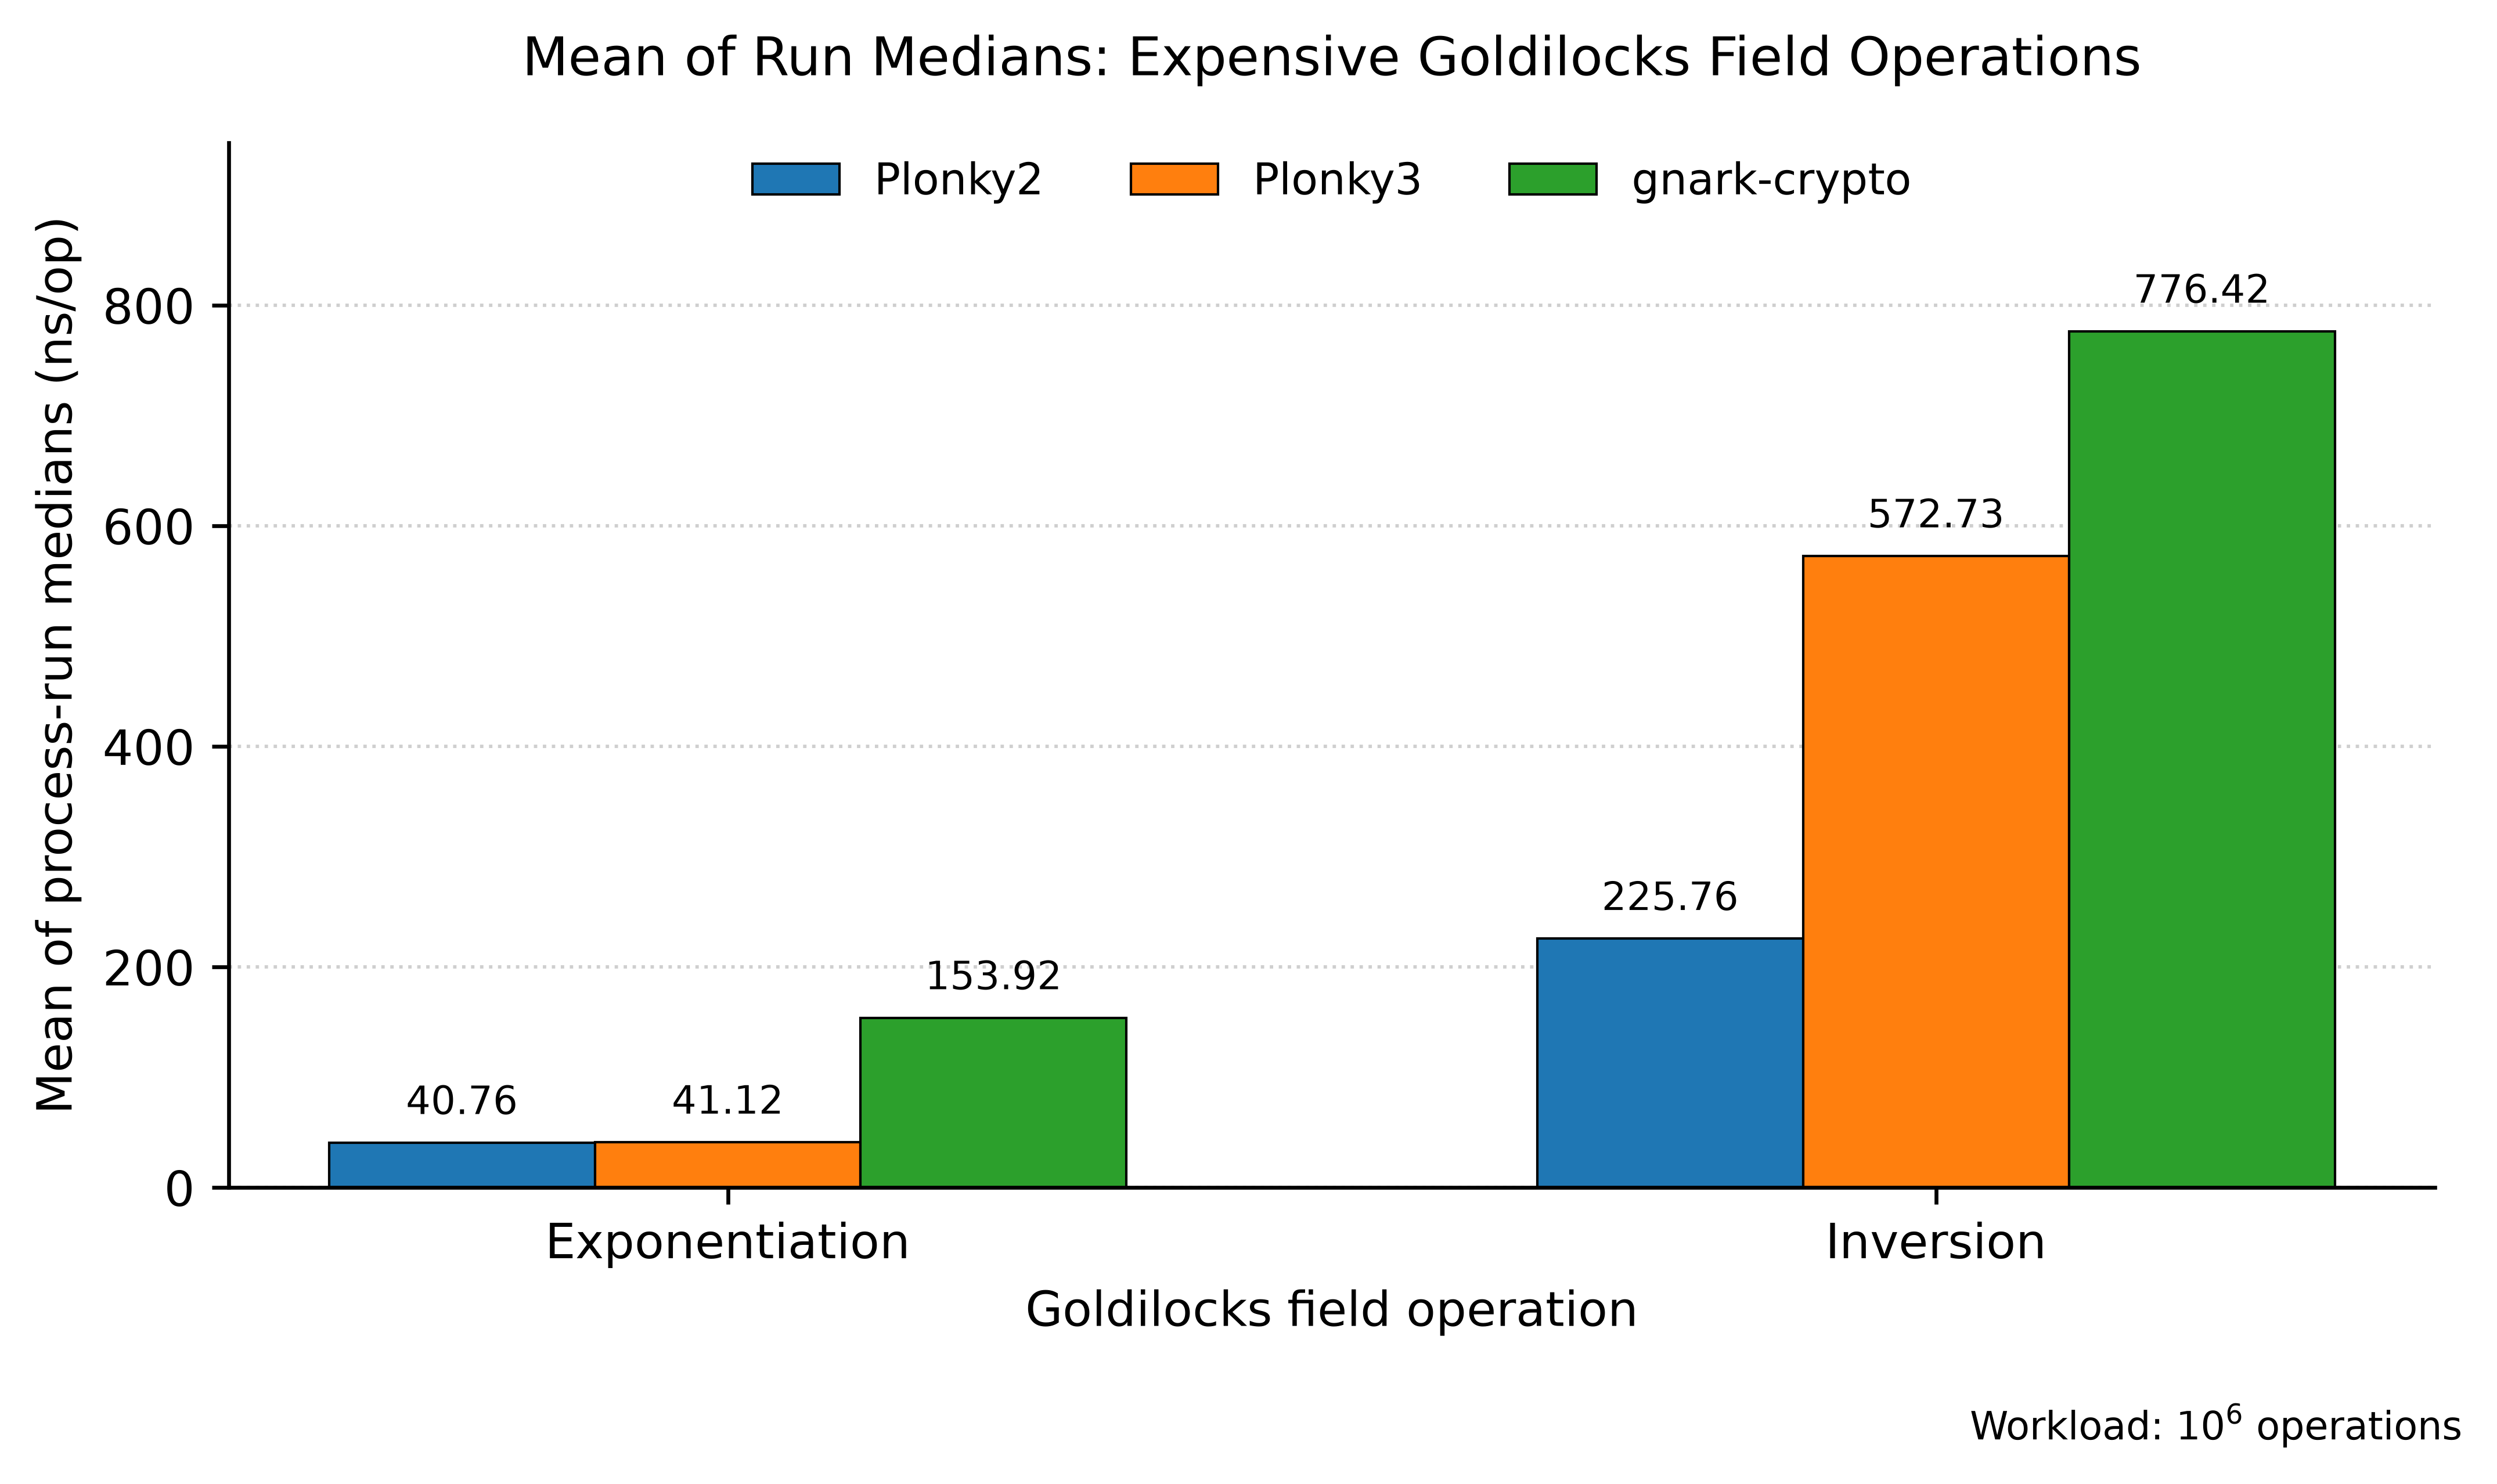 Mean of Run Medians: Expensive Goldilocks Field Operations
Plonky2 Plonky3 gnark-crypto
Mean of process-run medians (ns/op)
800
600
400
200
0
776.42
572.73
225.76
153.92
40.76
41.12
Exponentiation
Inversion
Goldilocks field operation
Workload: 10⁶ operations